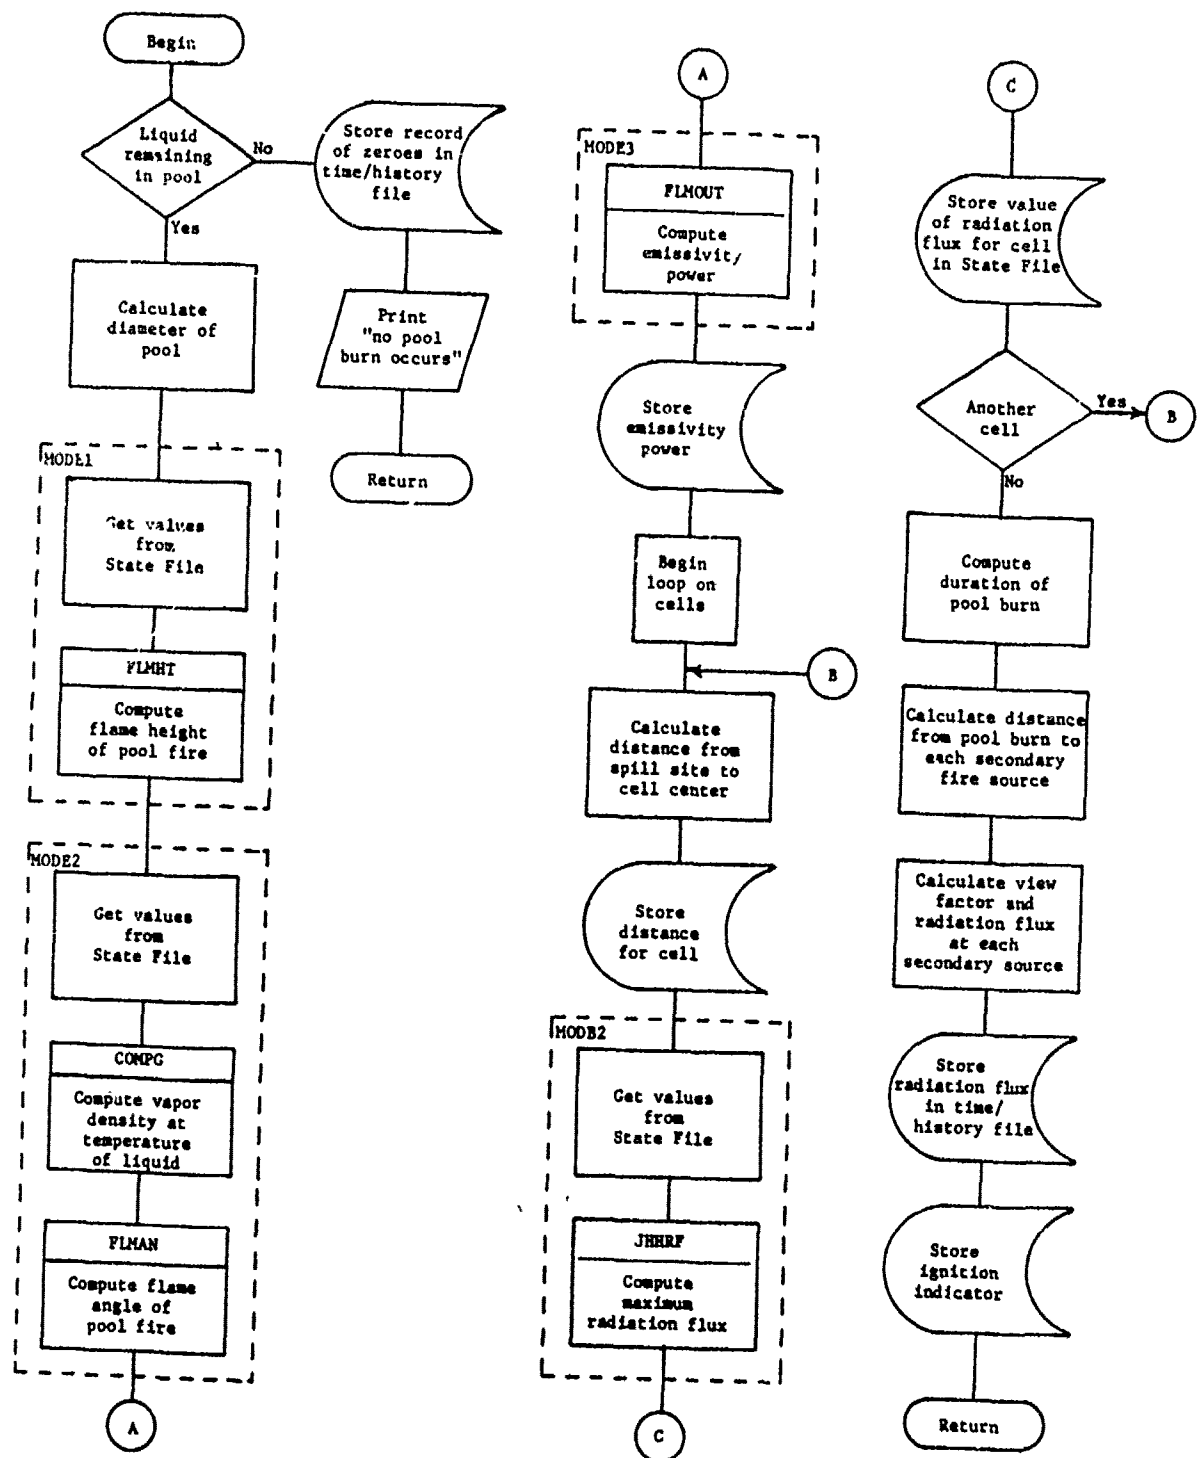 Begin
Liquid
remaining
in pool
No
Yes
Store record
of zeroes in
time/history
file
Print
"no pool
burn occurs"
Return
Calculate
diameter of
pool
MODE1
Get values
from
State File
FLMHT
Compute
flame height
of pool fire
MODE2
Get values
from
State File
COMPG
Compute vapor
density at
temperature
of liquid
FLMAN
Compute flame
angle of
pool fire
A
A
MODE3
FLMOUT
Compute
emissivit/
power
Store
emissivity
power
Begin
loop on
cells
B
Calculate
distance from
spill site to
cell center
Store
distance
for cell
MODB2
Get values
from
State File
JHHRF
Compute
maximum
radiation flux
C
C
Store value
of radiation
flux for cell
in State File
Another
cell
Yes
B
No
Compute
duration of
pool burn
Calculate distance
from pool burn to
each secondary
fire source
Calculate view
factor and
radiation flux
at each
secondary source
Store
radiation flux
in time/
history file
Store
ignition
indicator
Return